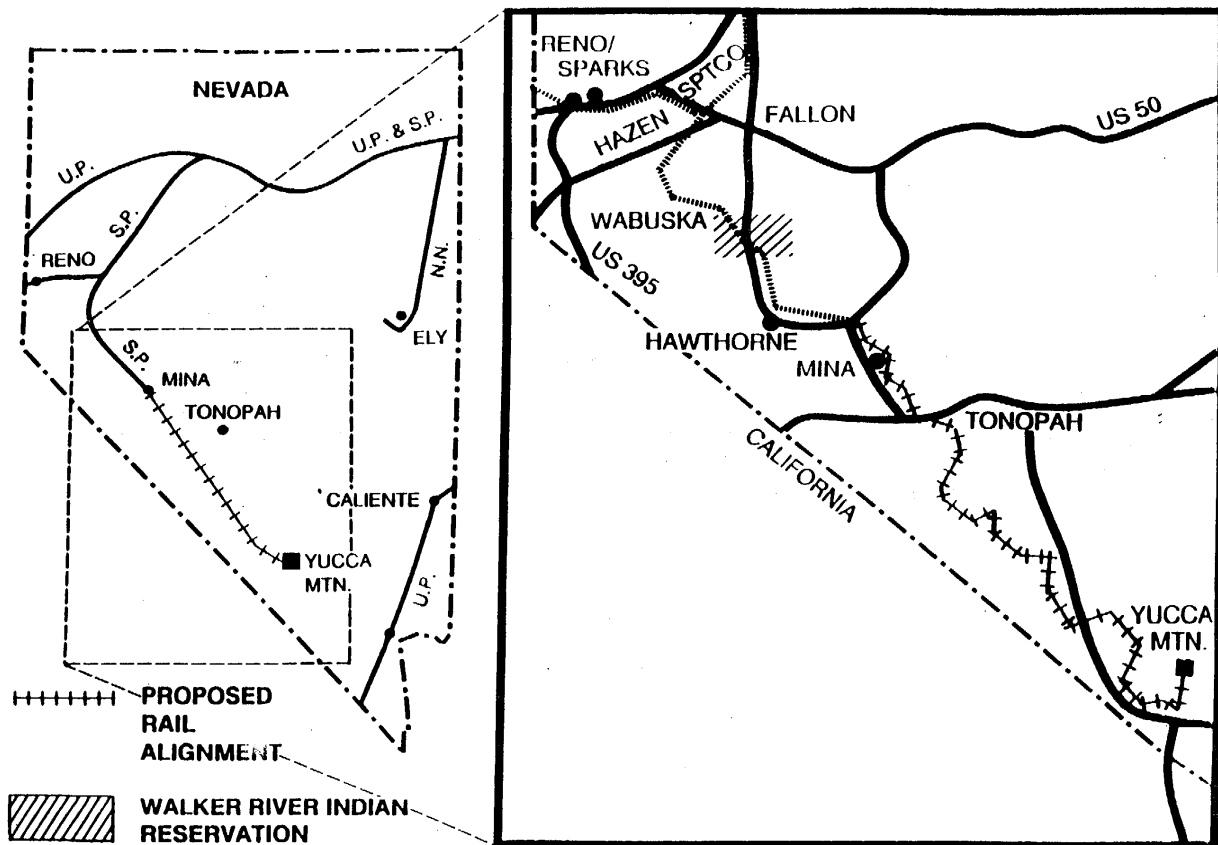 NEVADA
U.P. & S.P.
U.P.
S.P.
RENO
N.N.
ELY
S.P.
MINA
TONOPAH
CALIENTE
YUCCA
MTN.
U.P.
PROPOSED
RAIL
ALIGNMENT
WALKER RIVER INDIAN
RESERVATION
RENO/
SPARKS
SPTCO
HAZEN
FALLON
US 50
WABUSKA
US 395
HAWTHORNE
MINA
TONOPAH
CALIFORNIA
YUCCA
MTN.